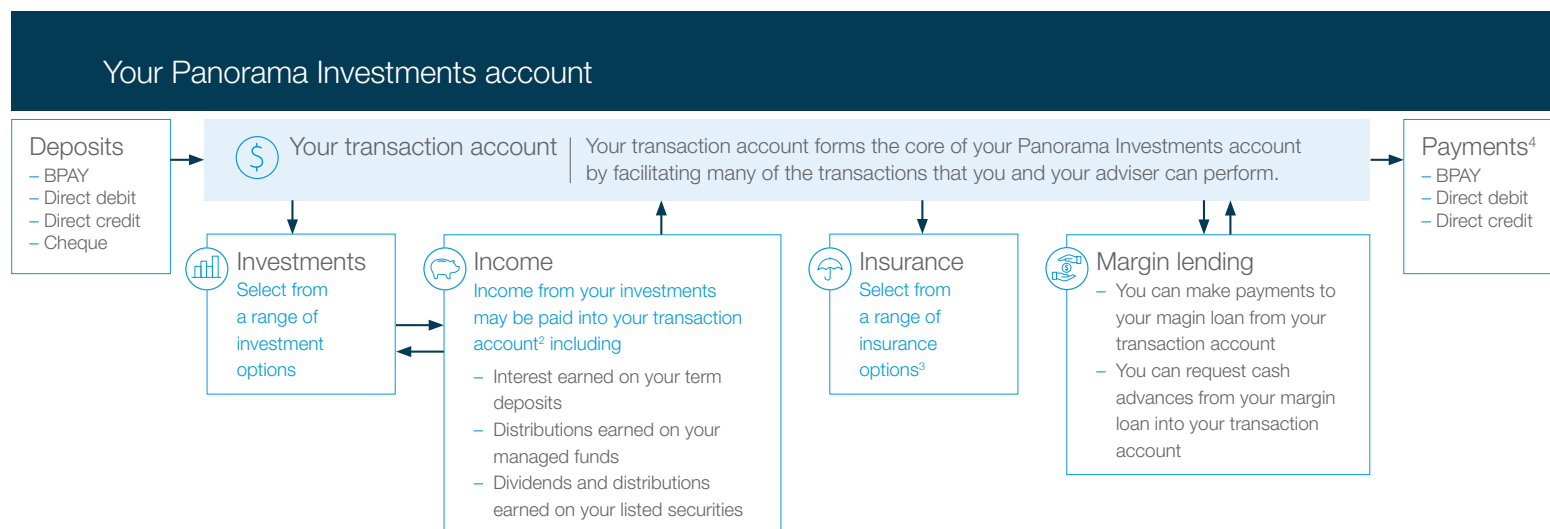 Your Panorama Investments account
Deposits
– BPAY
– Direct debit
– Direct credit
– Cheque
Your transaction account
Your transaction account forms the core of your Panorama Investments account
by facilitating many of the transactions that you and your adviser can perform.
Payments⁴
– BPAY
– Direct debit
– Direct credit
Investments
Select from
a range of
investment
options
Income
Income from your investments
may be paid into your transaction
account² including
– Interest earned on your term
deposits
– Distributions earned on your
managed funds
– Dividends and distributions
earned on your listed securities
Insurance
Select from
a range of
insurance
options³
Margin lending
– You can make payments to
your magin loan from your
transaction account
– You can request cash
advances from your margin
loan into your transaction
account